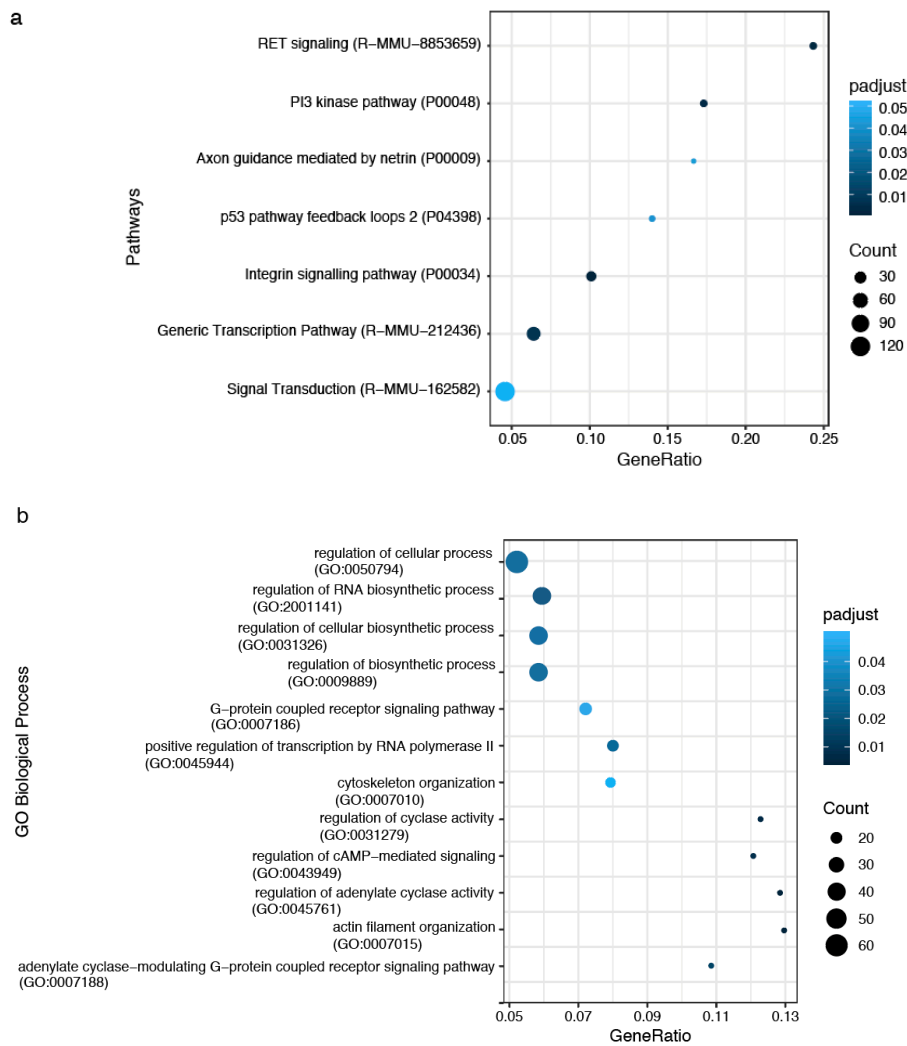 a
RET signaling (R−MMU−8853659)
PI3 kinase pathway (P00048)
Axon guidance mediated by netrin (P00009)
p53 pathway feedback loops 2 (P04398)
Integrin signalling pathway (P00034)
Generic Transcription Pathway (R−MMU−212436)
Signal Transduction (R−MMU−162582)
Pathways
0.05 0.10 0.15 0.20 0.25
GeneRatio
padjust
0.05
0.04
0.03
0.02
0.01
Count
30
60
90
120
b
regulation of cellular process
(GO:0050794)
regulation of RNA biosynthetic process
(GO:2001141)
regulation of cellular biosynthetic process
(GO:0031326)
regulation of biosynthetic process
(GO:0009889)
G−protein coupled receptor signaling pathway
(GO:0007186)
positive regulation of transcription by RNA polymerase II
(GO:0045944)
cytoskeleton organization
(GO:0007010)
regulation of cyclase activity
(GO:0031279)
regulation of cAMP−mediated signaling
(GO:0043949)
regulation of adenylate cyclase activity
(GO:0045761)
actin filament organization
(GO:0007015)
adenylate cyclase−modulating G−protein coupled receptor signaling pathway
(GO:0007188)
GO Biological Process
0.05 0.07 0.09 0.11 0.13
GeneRatio
padjust
0.04
0.03
0.02
0.01
Count
20
30
40
50
60